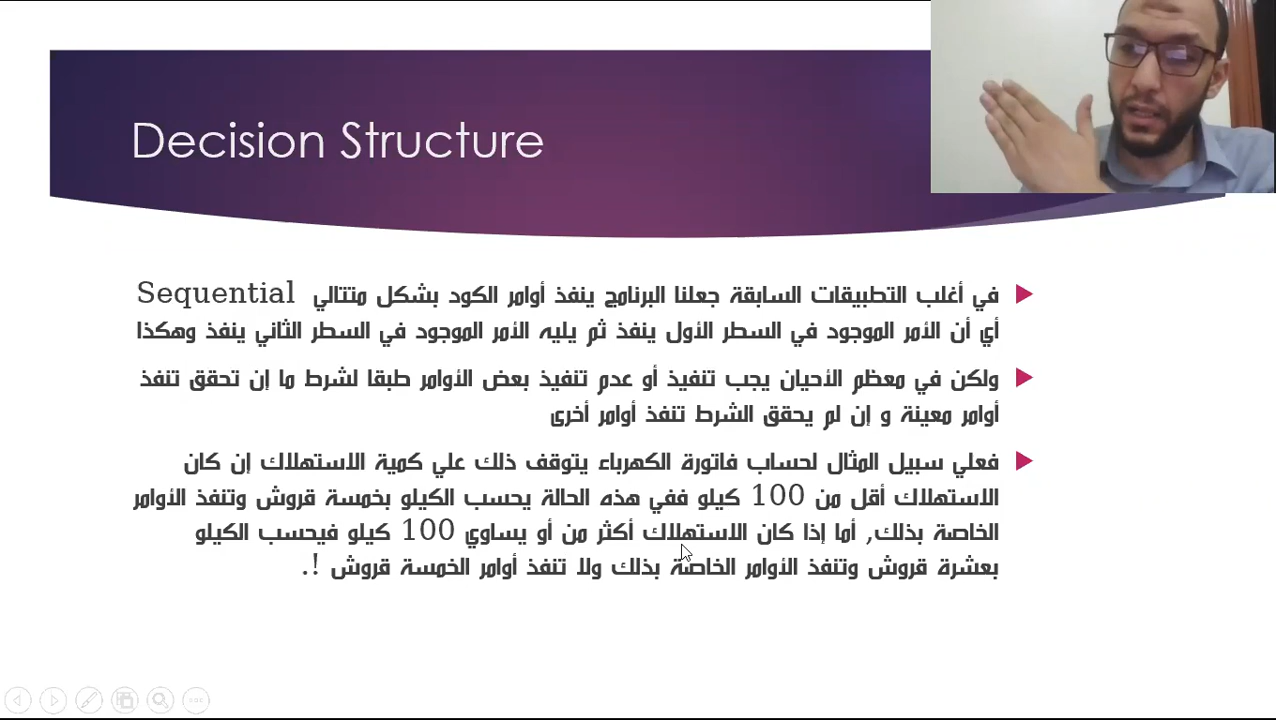 Decision Structure
في أغلب التطبيقات السابقة جعلنا البرنامج ينفذ أوامر الكود بشكل متتالي Sequential
أي أن الأمر الموجود في السطر الأول ينفذ ثم يليه الأمر الموجود في السطر الثاني ينفذ وهكذا
ولكن في معظم الأحيان يجب تنفيذ أو عدم تنفيذ بعض الأوامر طبقا لشرط ما إن تحقق تنفذ
أوامر معينة و إن لم يحقق الشرط تنفذ أوامر أخرى
فعلي سبيل المثال لحساب فاتورة الكهرباء يتوقف ذلك علي كمية الاستهلاك إن كان
الاستهلاك أقل من 100 كيلو ففي هذه الحالة يحسب الكيلو بخمسة قروش وتنفذ الأوامر
الخاصة بذلك, أما إذا كان الاستهلاك أكثر من أو يساوي 100 كيلو فيحسب الكيلو
بعشرة قروش وتنفذ الأوامر الخاصة بذلك ولا تنفذ أوامر الخمسة قروش !.